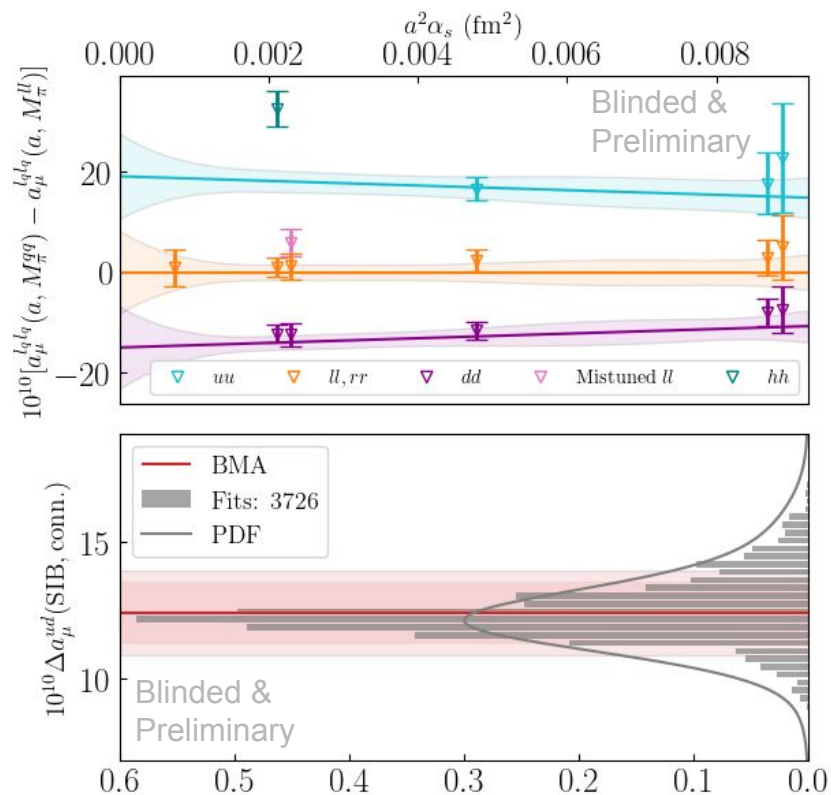 a²αₛ (fm²)
0.000 0.002 0.004 0.006 0.008
10¹⁰[a_μ^{l_q l_q}(a, M_π^{qq}) − a_μ^{l_q l_q}(a, M_π^{ll})]
Blinded &
Preliminary
20
0
−20
uu ll, rr dd Mistuned ll hh
10¹⁰Δa_μ^{ud}(SIB, conn.)
BMA
Fits: 3726
PDF
15
10
Blinded &
Preliminary
0.6 0.5 0.4 0.3 0.2 0.1 0.0